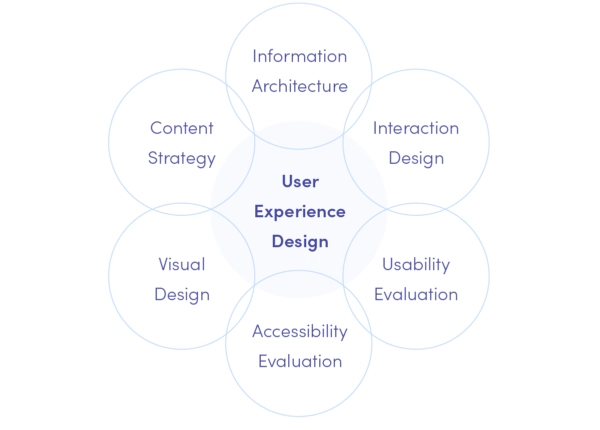 Information
Architecture
Content
Strategy
Interaction
Design
User
Experience
Design
Visual
Design
Usability
Evaluation
Accessibility
Evaluation